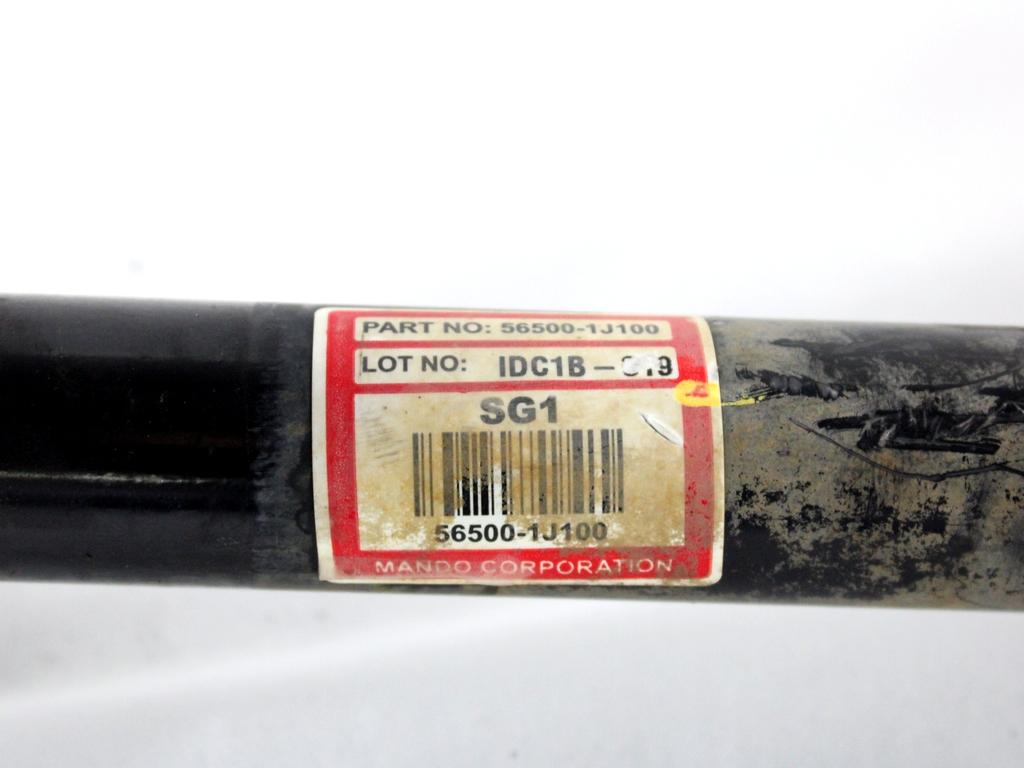 PART NO: 56500-1J100
LOT NO: IDC1B -
SG1
56500-1J100
MANDO CORPORATION